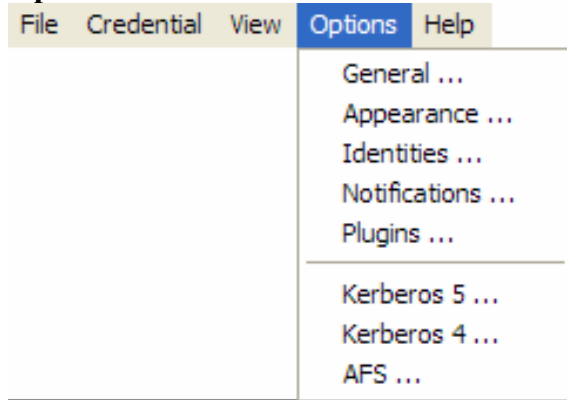 File Credential View Options Help
General ...
Appearance ...
Identities ...
Notifications ...
Plugins ...
Kerberos 5 ...
Kerberos 4 ...
AFS ...